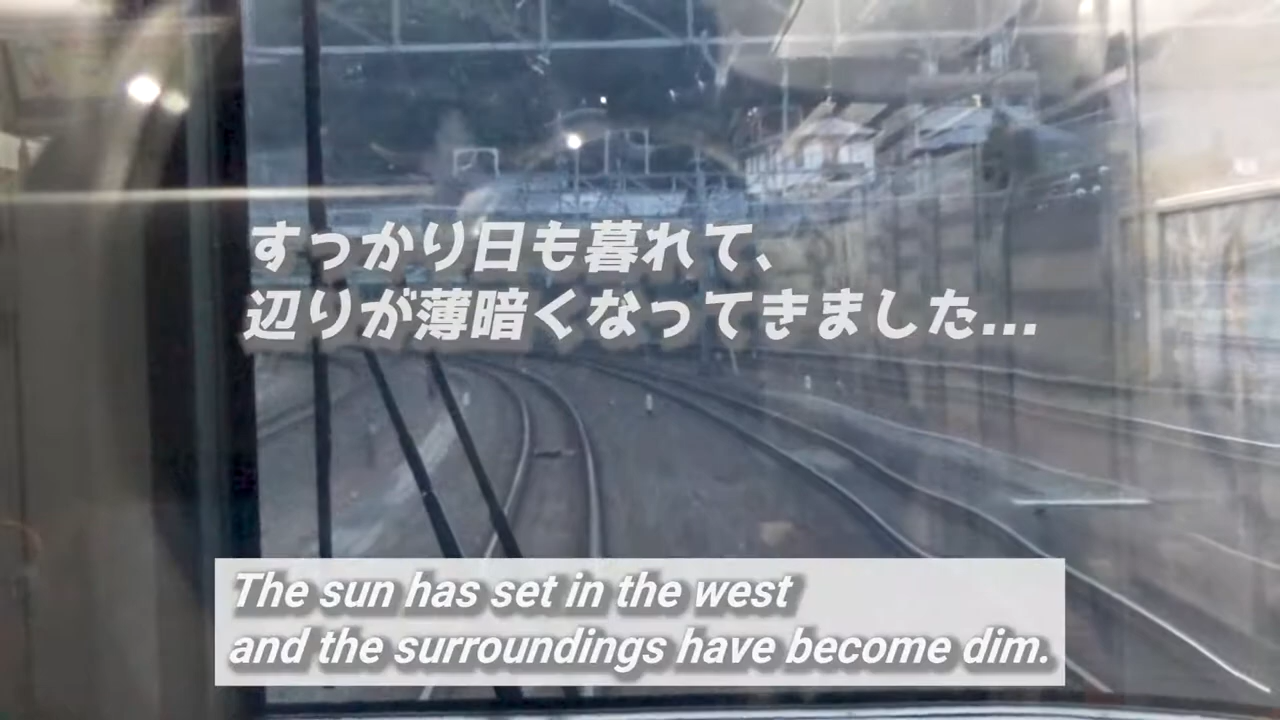 すっかり日も暮れて、
辺りが薄暗くなってきました...
The sun has set in the west
and the surroundings have become dim.